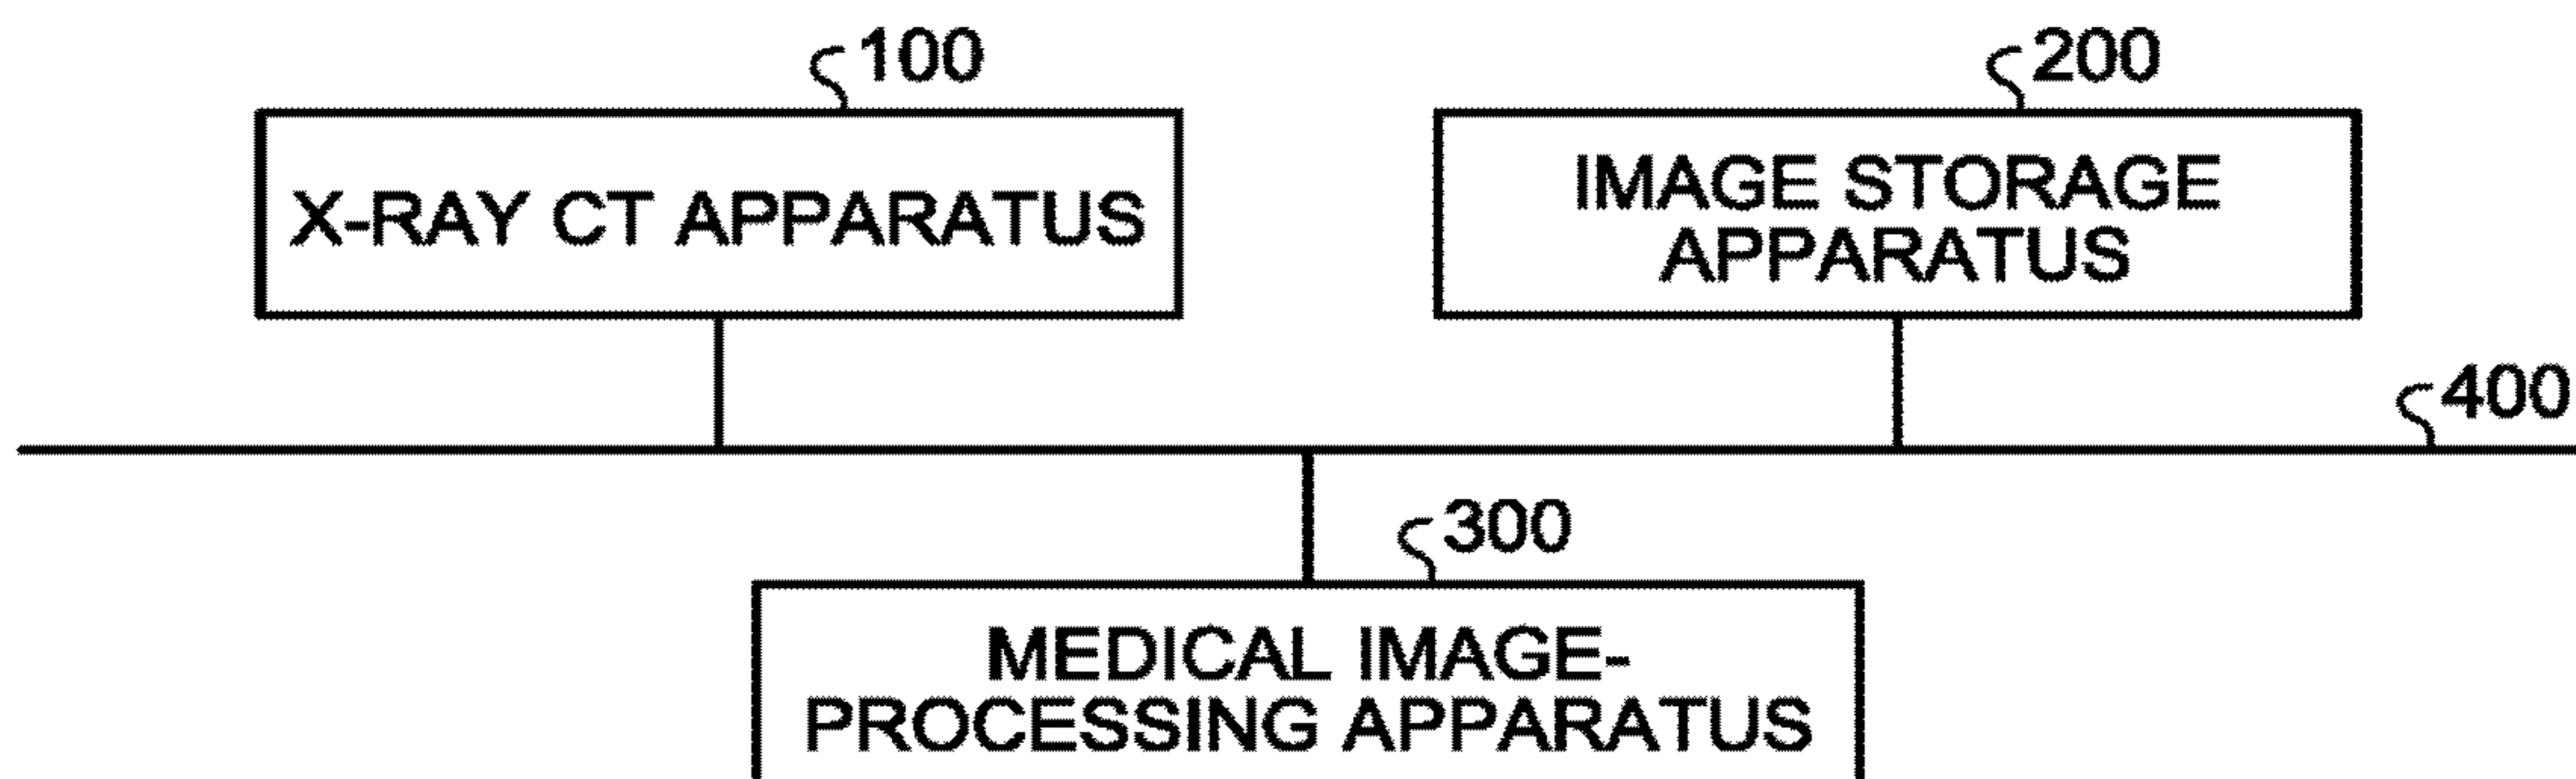 100
200
X-RAY CT APPARATUS
IMAGE STORAGE
APPARATUS
400
300
MEDICAL IMAGE-
PROCESSING APPARATUS